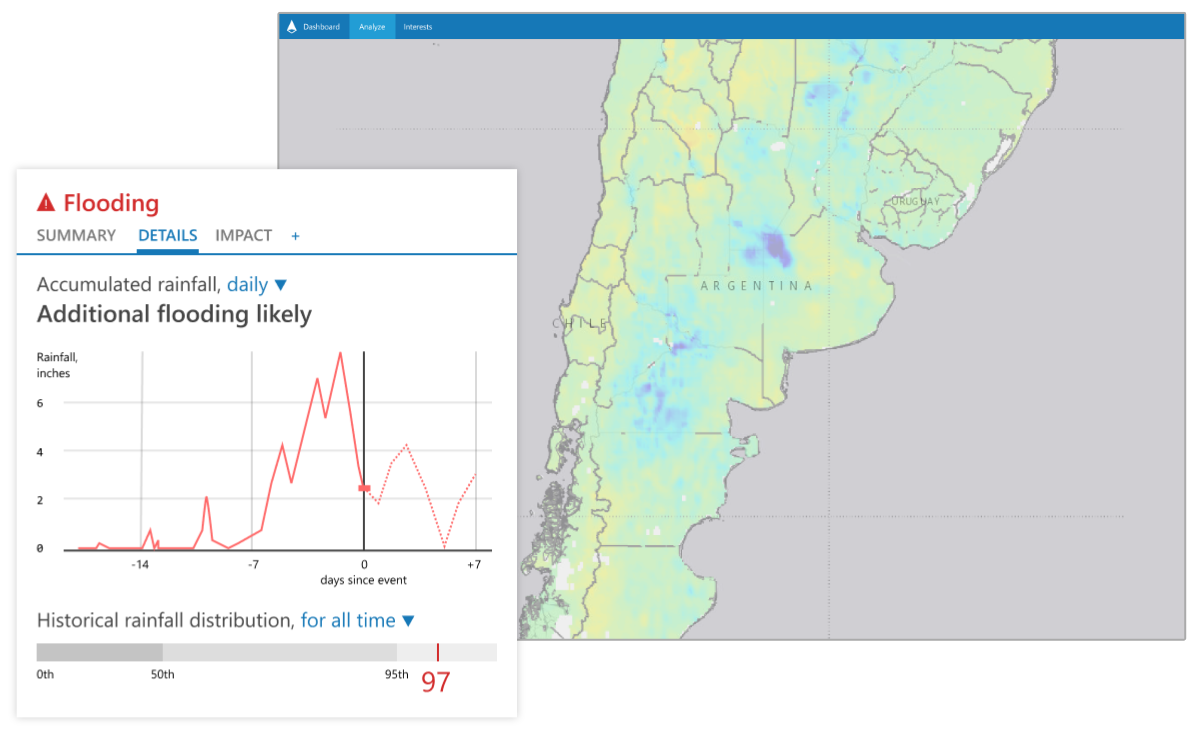 Dashboard Analyze Interests
Flooding
SUMMARY DETAILS IMPACT +
Accumulated rainfall, daily ▼
Additional flooding likely
Rainfall,
inches
6
4
2
0
-14 -7 0 +7
days since event
Historical rainfall distribution, for all time ▼
0th 50th 95th 97
URUGUAY
ARGENTINA
CHILE